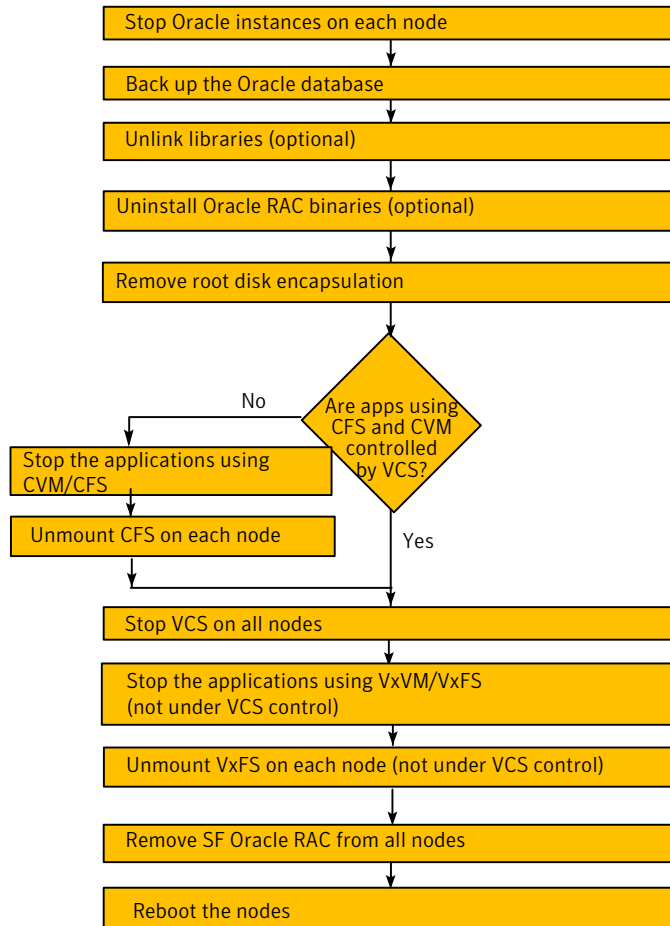 Stop Oracle instances on each node
Back up the Oracle database
Unlink libraries (optional)
Uninstall Oracle RAC binaries (optional)
Remove root disk encapsulation
Are apps using
CFS and CVM
controlled
by VCS?
No
Stop the applications using
CVM/CFS
Unmount CFS on each node
Yes
Stop VCS on all nodes
Stop the applications using VxVM/VxFS
(not under VCS control)
Unmount VxFS on each node (not under VCS control)
Remove SF Oracle RAC from all nodes
Reboot the nodes